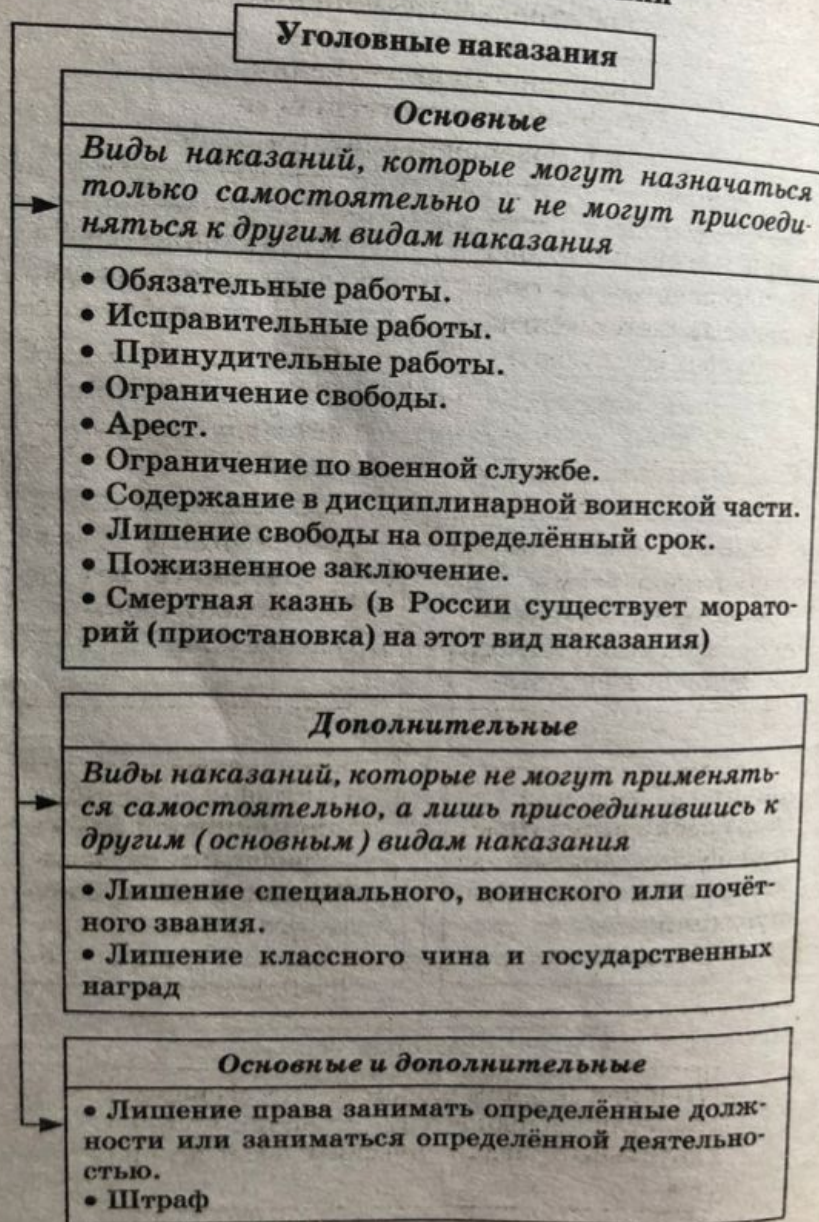 Уголовные наказания
Основные
Виды наказаний, которые могут назначаться
только самостоятельно и не могут присоеди-
няться к другим видам наказания
• Обязательные работы.
• Исправительные работы.
• Принудительные работы.
• Ограничение свободы.
• Арест.
• Ограничение по военной службе.
• Содержание в дисциплинарной воинской части.
• Лишение свободы на определённый срок.
• Пожизненное заключение.
• Смертная казнь (в России существует морато-
рий (приостановка) на этот вид наказания)
Дополнительные
Виды наказаний, которые не могут применять-
ся самостоятельно, а лишь присоединившись к
другим (основным) видам наказания
• Лишение специального, воинского или почёт-
ного звания.
• Лишение классного чина и государственных
наград
Основные и дополнительные
• Лишение права занимать определённые долж-
ности или заниматься определённой деятельно-
стью.
• Штраф